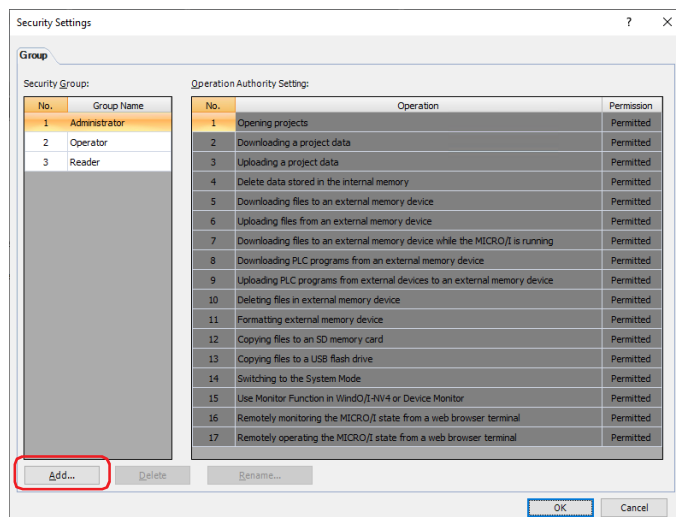 Security Settings ? ×
Group
Security Group:
No. Group Name
1 Administrator
2 Operator
3 Reader
Operation Authority Setting:
No. Operation Permission
1 Opening projects Permitted
2 Downloading a project data Permitted
3 Uploading a project data Permitted
4 Delete data stored in the internal memory Permitted
5 Downloading files to an external memory device Permitted
6 Uploading files from an external memory device Permitted
7 Downloading files to an external memory device while the MICRO/I is running Permitted
8 Downloading PLC programs from an external memory device Permitted
9 Uploading PLC programs from external devices to an external memory device Permitted
10 Deleting files in external memory device Permitted
11 Formatting external memory device Permitted
12 Copying files to an SD memory card Permitted
13 Copying files to a USB flash drive Permitted
14 Switching to the System Mode Permitted
15 Use Monitor Function in WindO/I-NV4 or Device Monitor Permitted
16 Remotely monitoring the MICRO/I state from a web browser terminal Permitted
17 Remotely operating the MICRO/I state from a web browser terminal Permitted
Add... Delete Rename...
OK Cancel